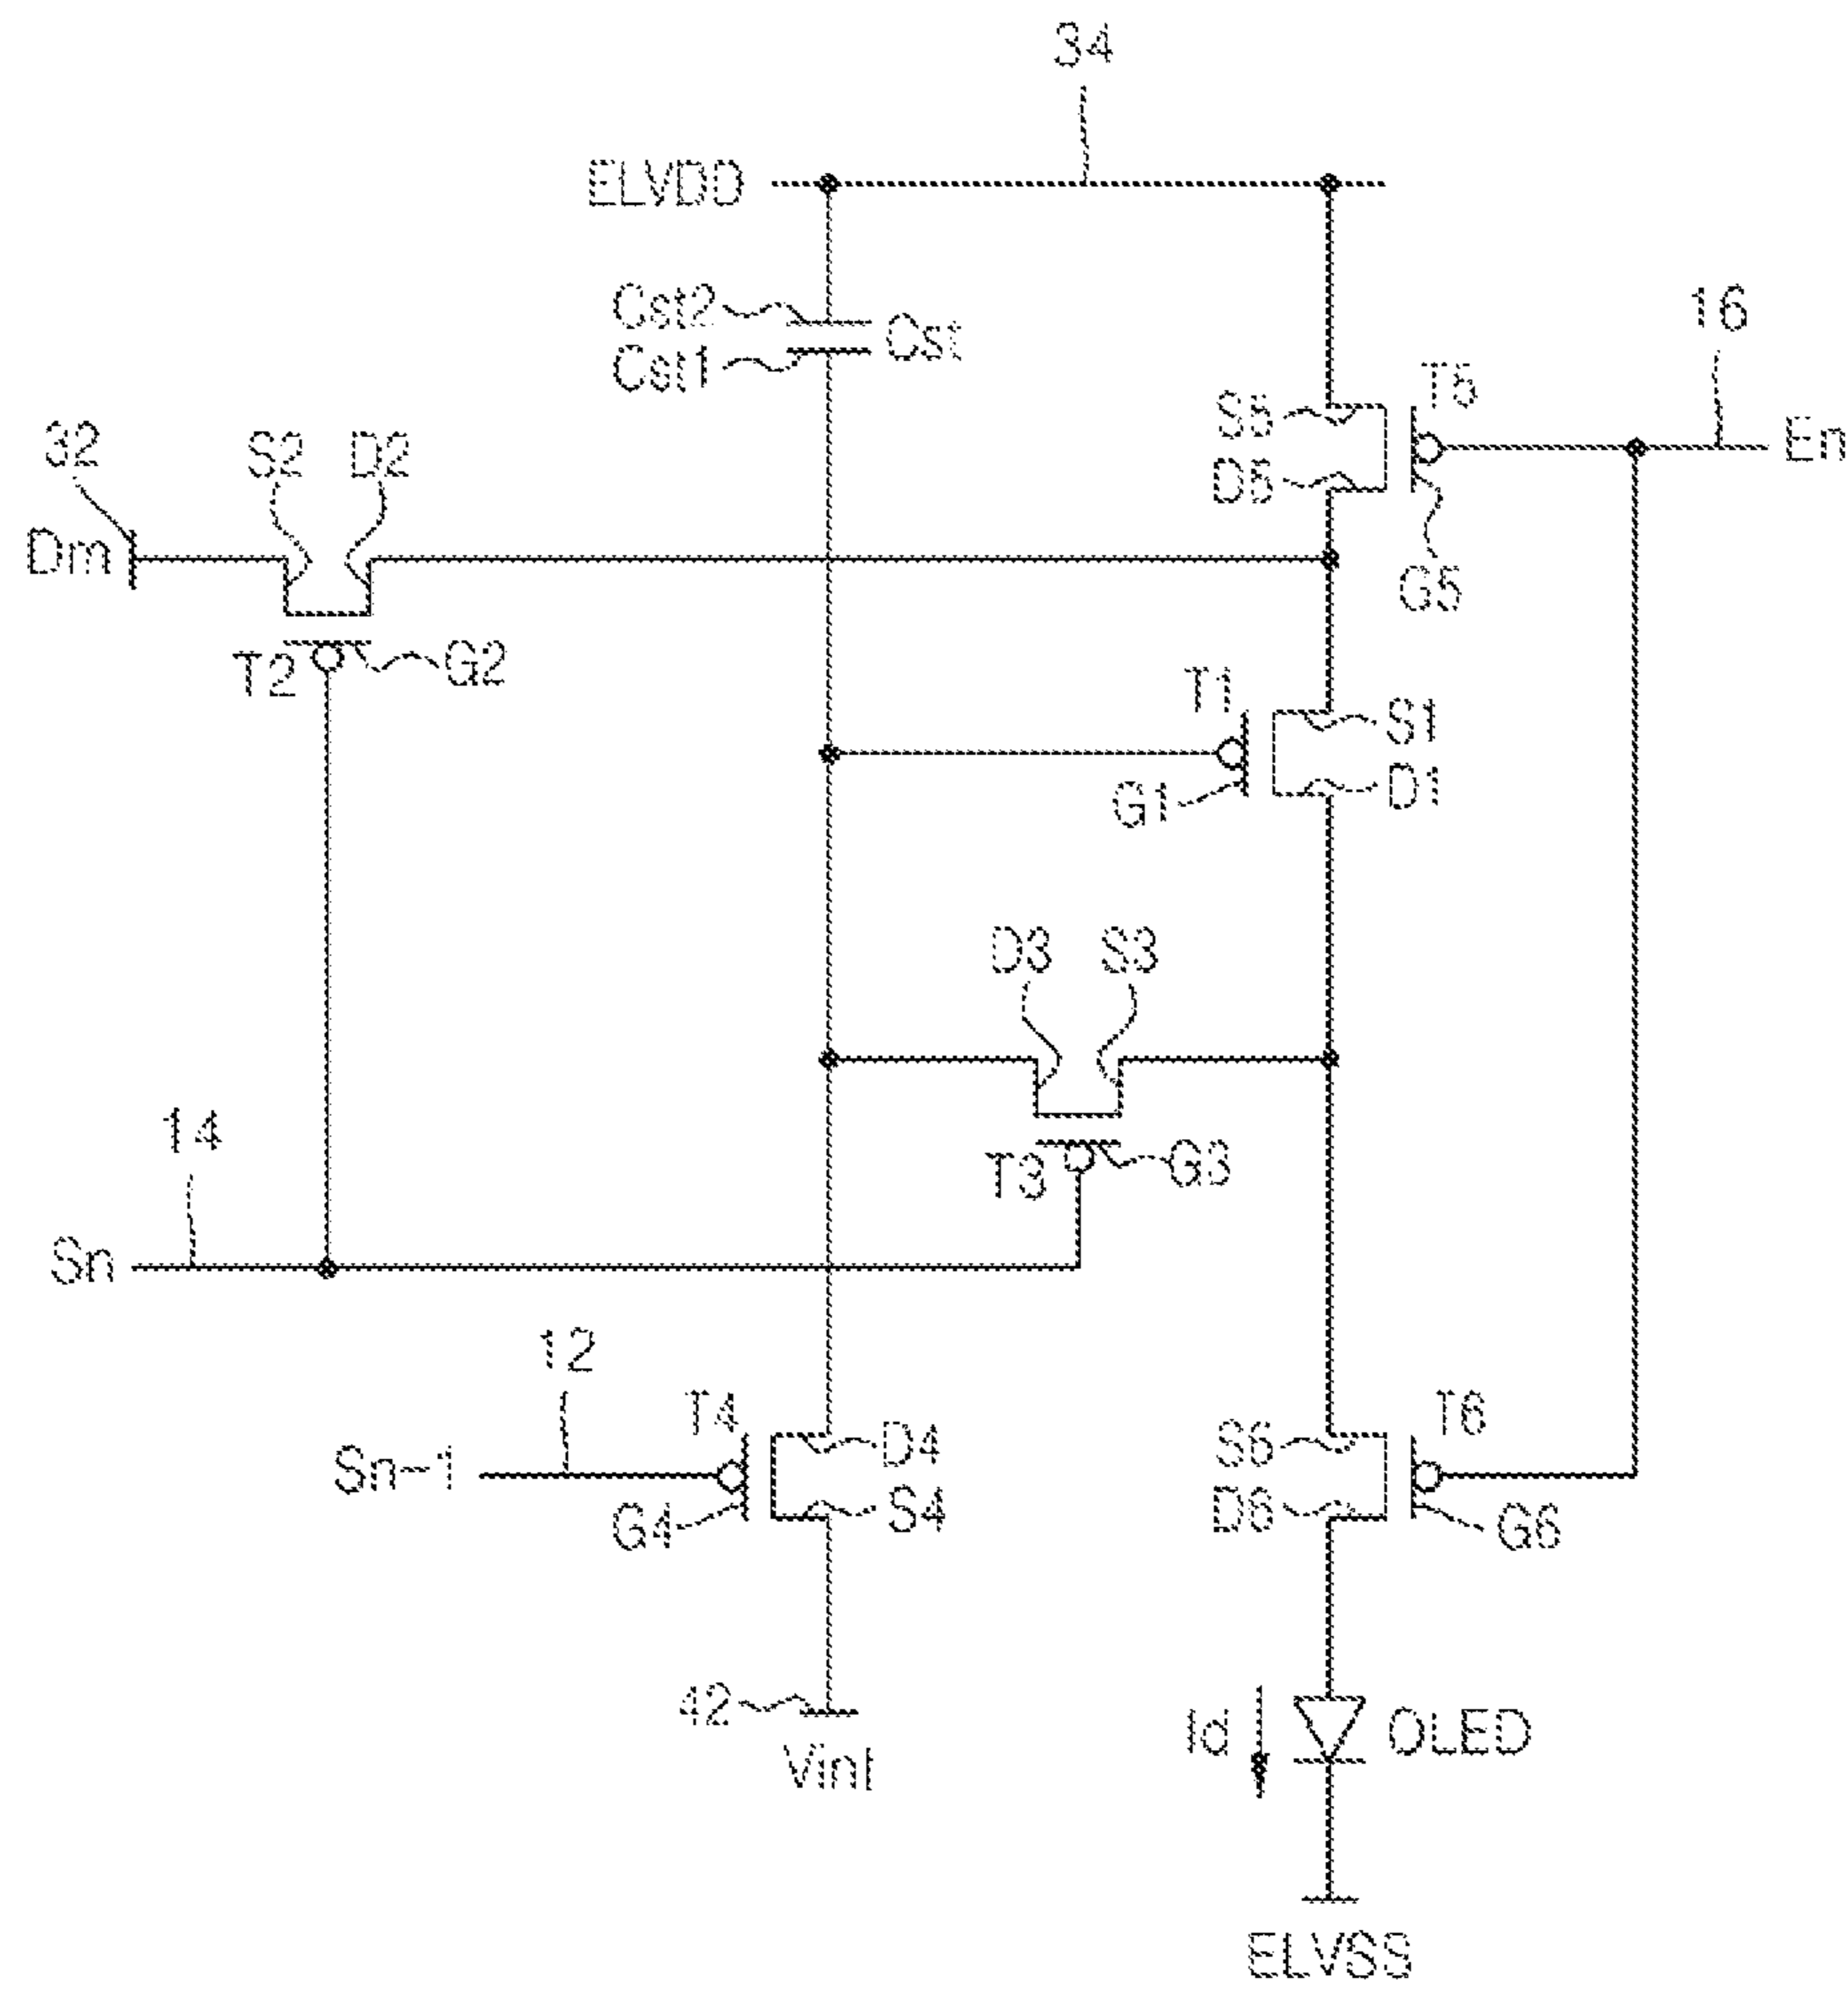 34
ELVDD
Cst2
Cst
Cst1
16
T5
S5
En
D5
G5
32
S2
D2
Dm
T2
G2
T1
S1
G1
D1
D3
S3
14
T3
G3
Sn
12
T4
D4
Sn-1
G4
S4
S6
T6
D6
G6
42
Vint
Id
OLED
ELVSS